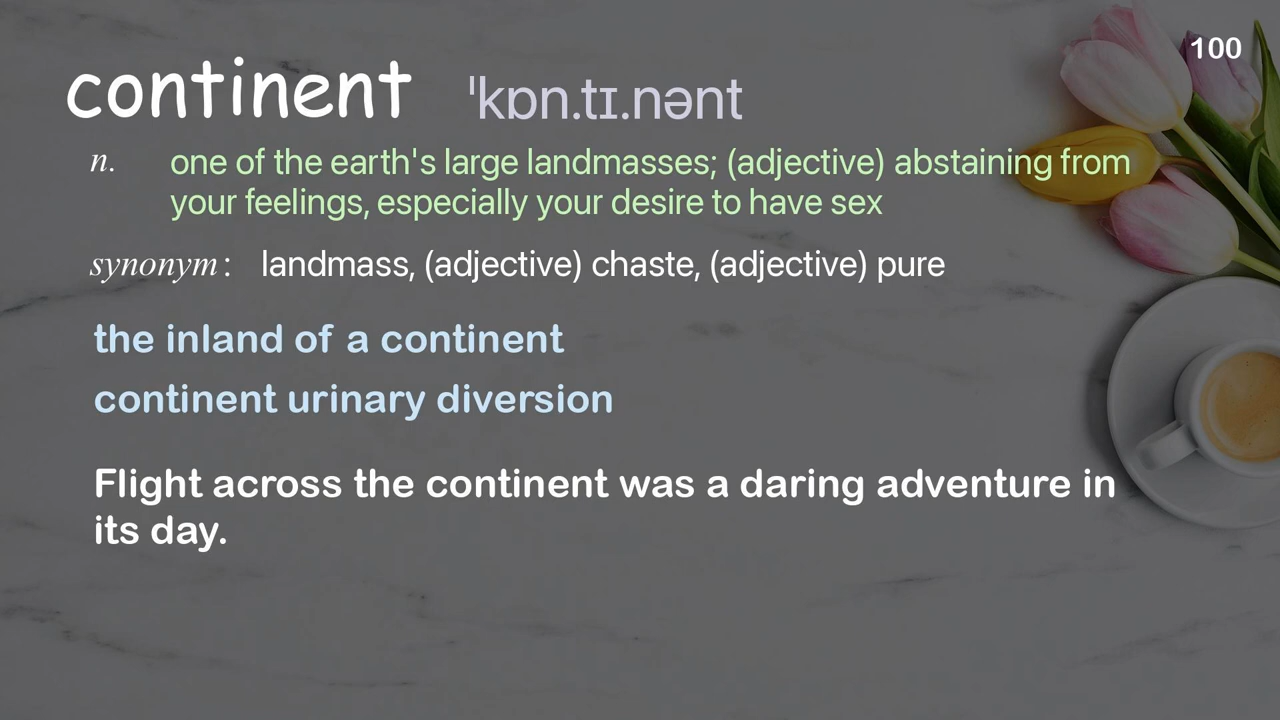 100
continent ˈkɒn.tɪ.nənt
n. one of the earth's large landmasses; (adjective) abstaining from
your feelings, especially your desire to have sex
synonym: landmass, (adjective) chaste, (adjective) pure
the inland of a continent
continent urinary diversion
Flight across the continent was a daring adventure in
its day.